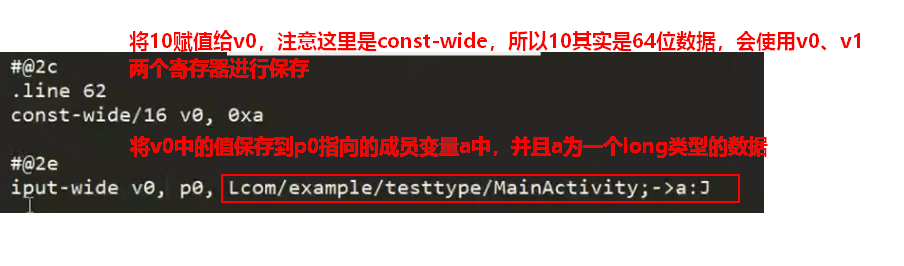 将10赋值给v0，注意这里是const-wide，所以10其实是64位数据，会使用v0、v1
#@2c 两个寄存器进行保存
.line 62
const-wide/16 v0, 0xa
将v0中的值保存到p0指向的成员变量a中，并且a为一个long类型的数据
#@2e
iput-wide v0, p0, Lcom/example/testtype/MainActivity;->a:J